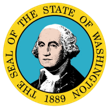 THE SEAL OF THE STATE OF WASHINGTON
1889